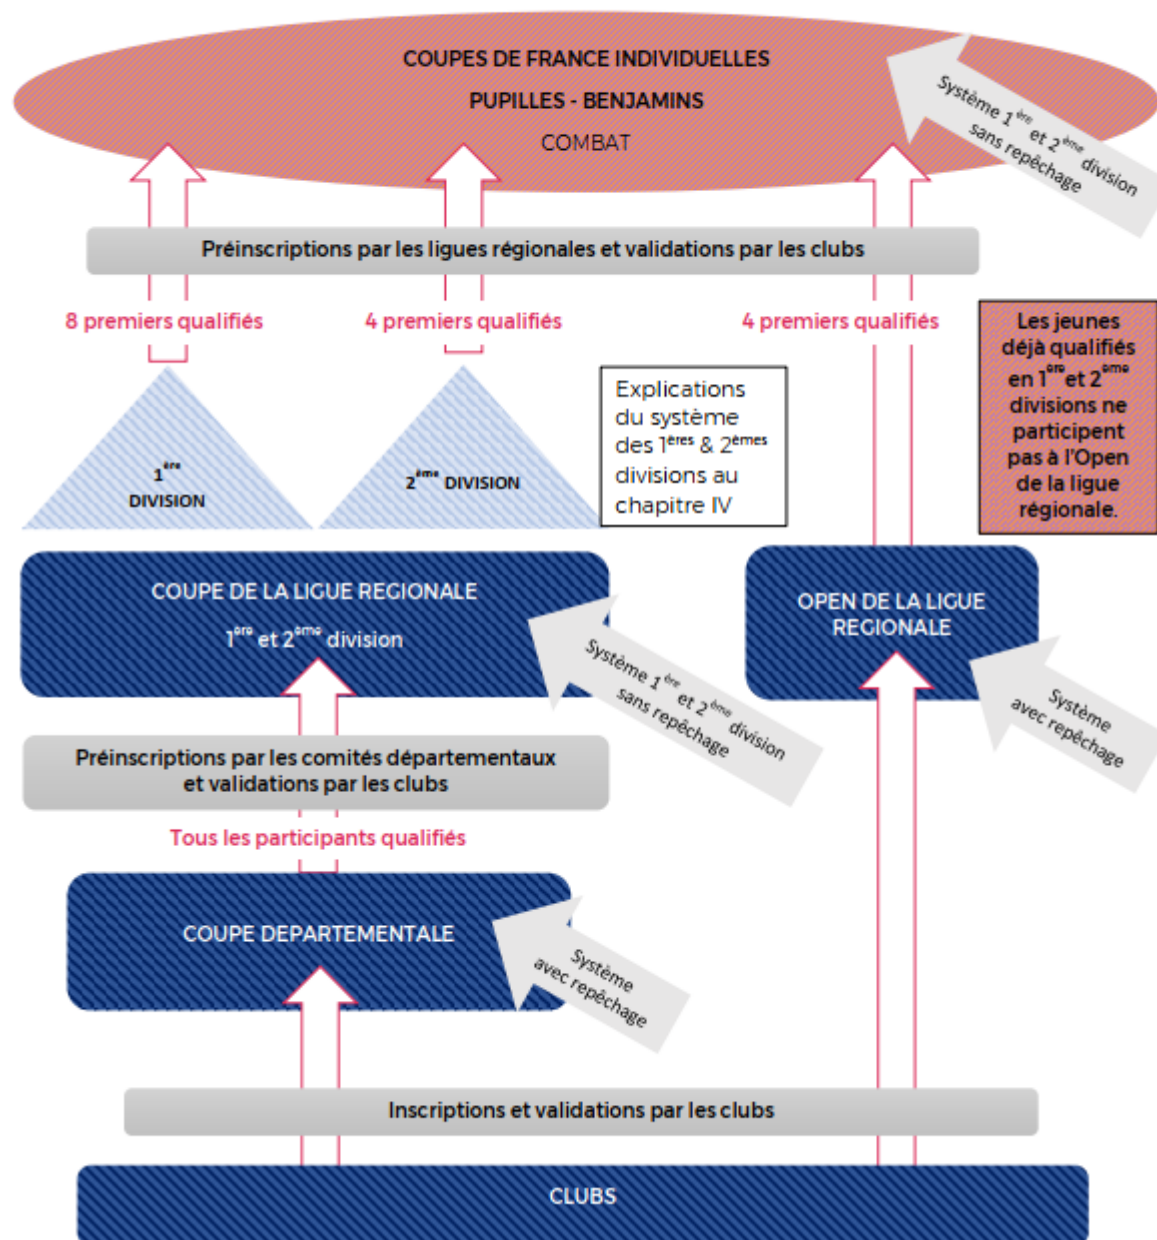 COUPES DE FRANCE INDIVIDUELLES
PUPILLES - BENJAMINS
COMBAT
Système 1ère et 2ème division
sans repêchage
Préinscriptions par les ligues régionales et validations par les clubs
8 premiers qualifiés
4 premiers qualifiés
4 premiers qualifiés
Les jeunes
déjà qualifiés
en 1ère et 2ème
divisions ne
participent
pas à l'Open
de la ligue
régionale.
Explications
du système
des 1ères & 2èmes
divisions au
chapitre IV
1ère
DIVISION
2ème DIVISION
COUPE DE LA LIGUE REGIONALE
1ère et 2ème division
Système 1ère et 2ème division
sans repêchage
OPEN DE LA LIGUE
REGIONALE
Système
avec repêchage
Préinscriptions par les comités départementaux
et validations par les clubs
Tous les participants qualifiés
COUPE DEPARTEMENTALE
Système
avec repêchage
Inscriptions et validations par les clubs
CLUBS